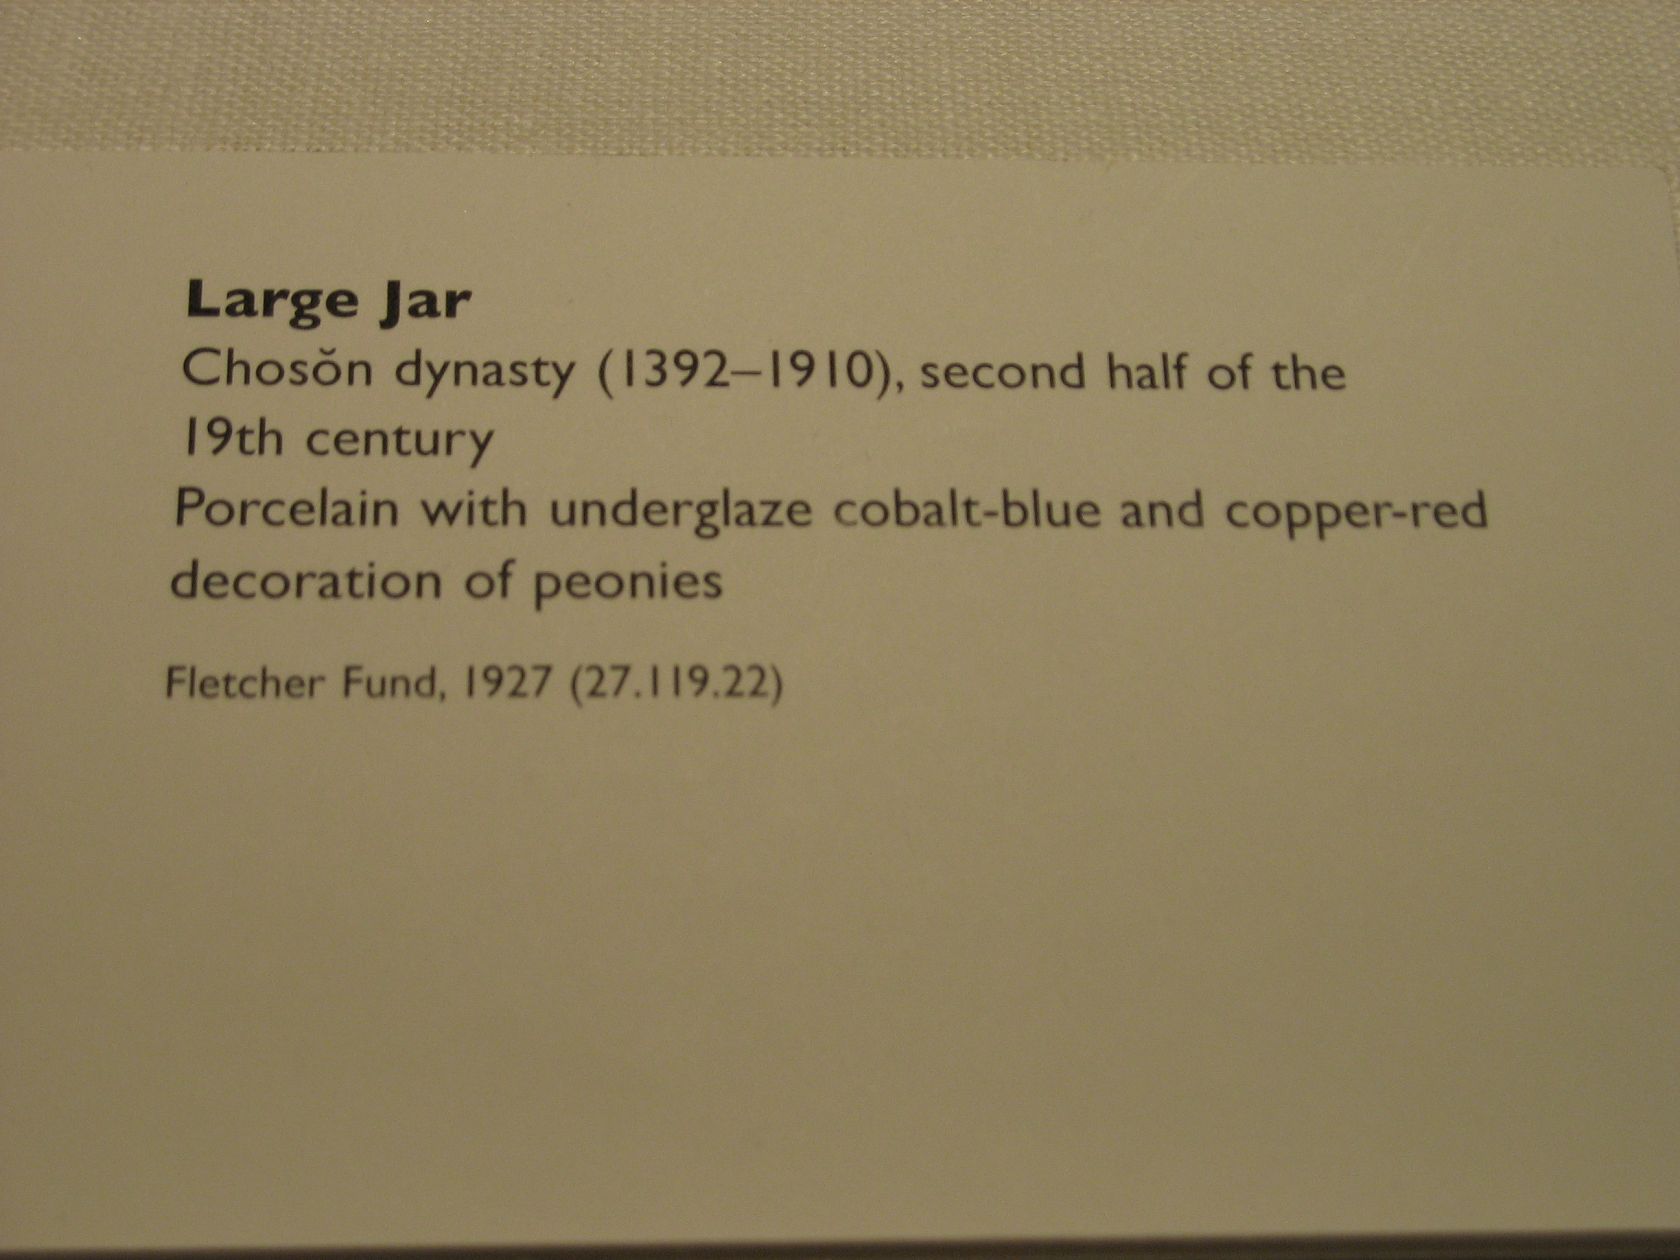 Large Jar
Chosŏn dynasty (1392–1910), second half of the
19th century
Porcelain with underglaze cobalt-blue and copper-red
decoration of peonies
Fletcher Fund, 1927 (27.119.22)